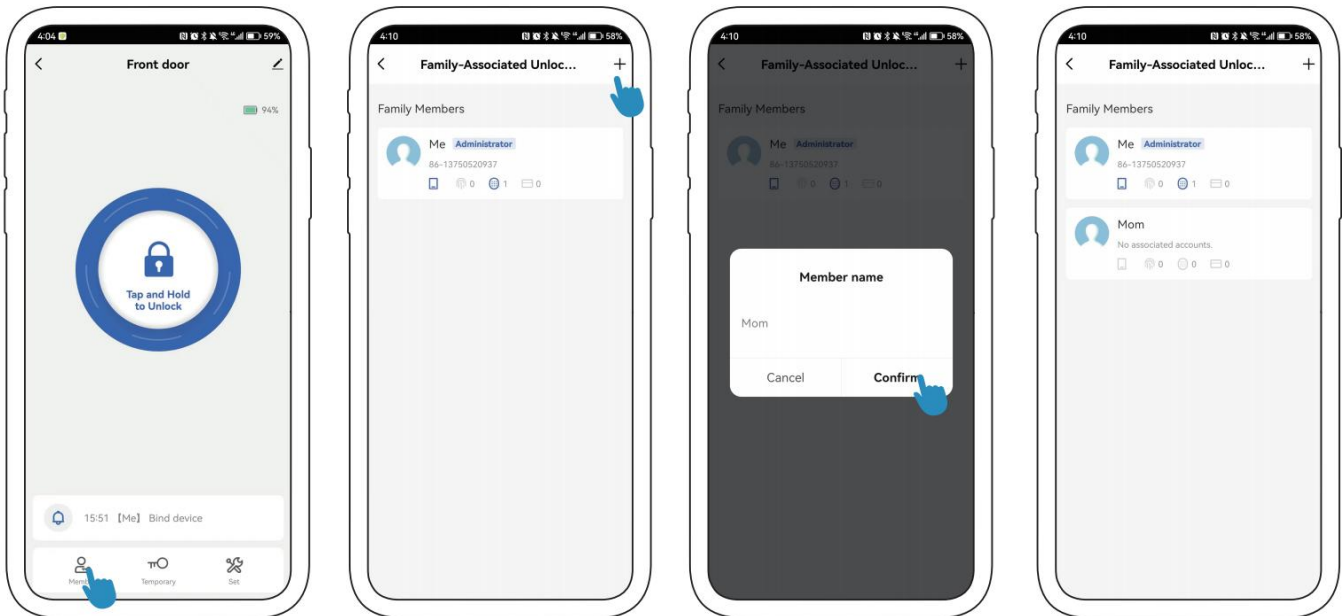 4:04
59%
Front door
94%
Tap and Hold
to Unlock
15:51 【Me】 Bind device
Temporary
Set
4:10
58%
Family-Associated Unloc...
Family Members
Me Administrator
86-13750520937
0 1 0
4:10
58%
Family-Associated Unloc...
Family Members
Me Administrator
86-13750520937
0 1 0
Member name
Mom
Cancel
Confirm
4:10
58%
Family-Associated Unloc...
Family Members
Me Administrator
86-13750520937
0 1 0
Mom
No associated accounts.
0 0 0